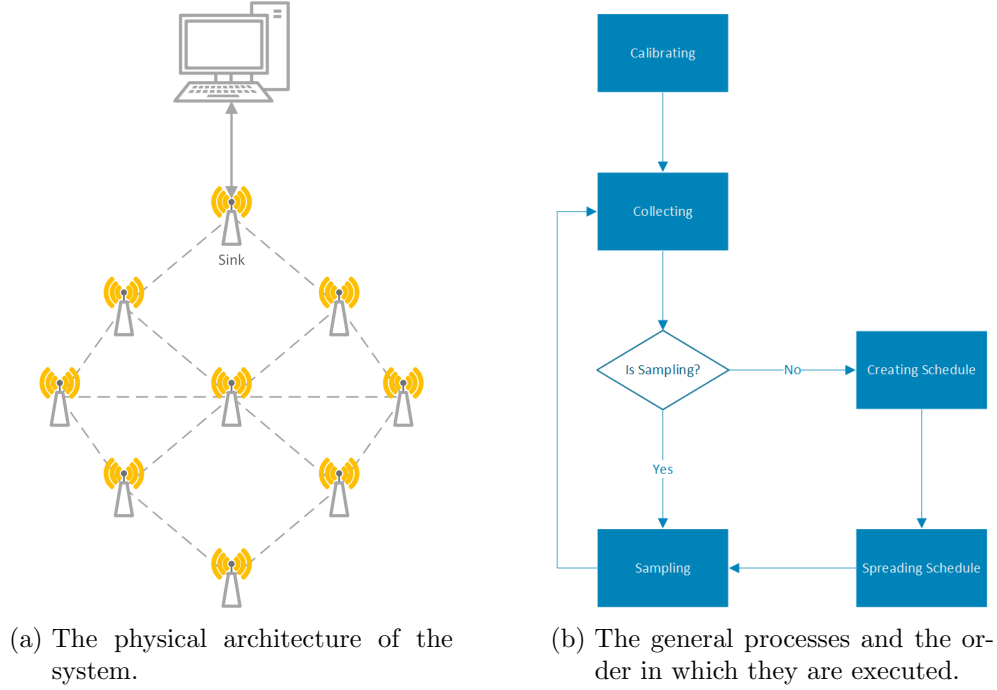 Sink
(a) The physical architecture of the
system.
Calibrating
Collecting
Is Sampling?
No
Creating Schedule
Yes
Sampling
Spreading Schedule
(b) The general processes and the or-
der in which they are executed.